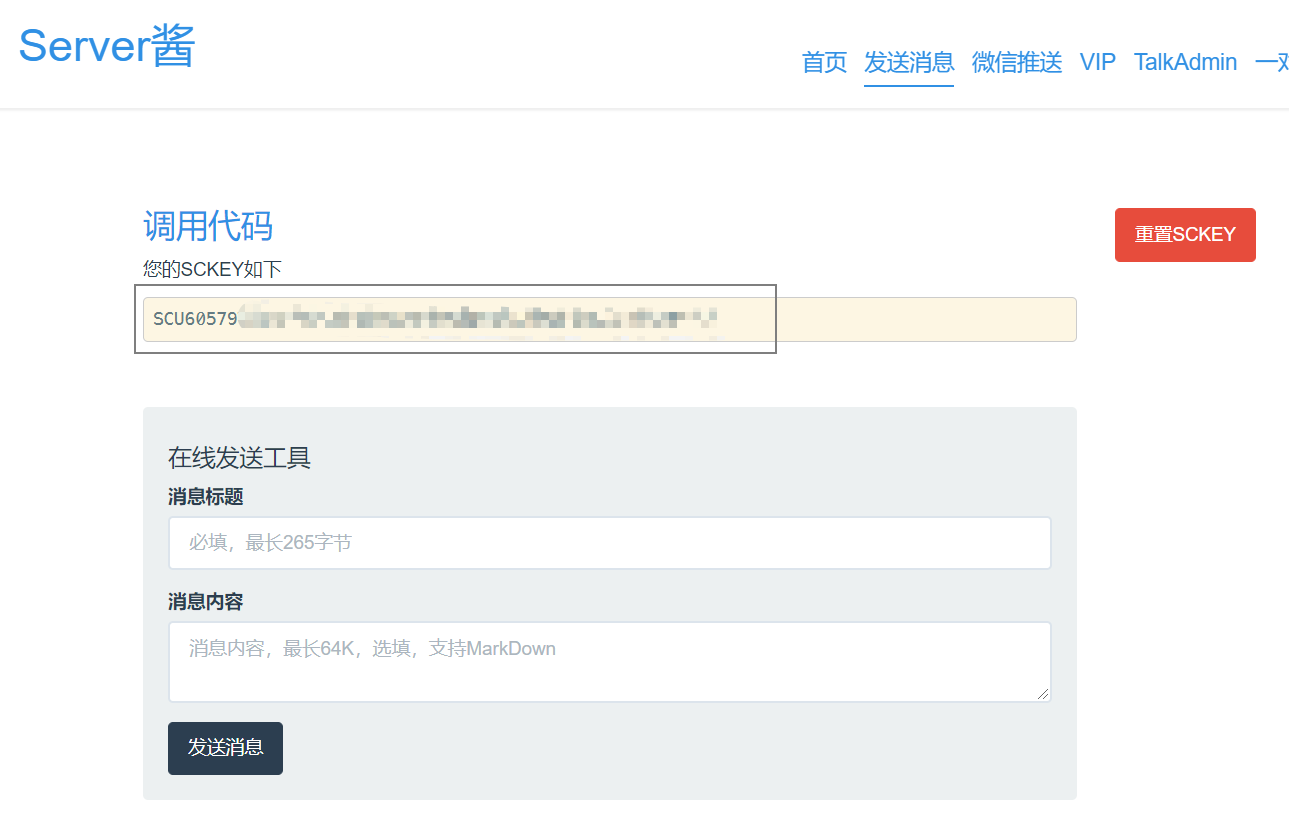 Server酱
首页 发送消息 微信推送 VIP TalkAdmin 一对
调用代码
重置SCKEY
您的SCKEY如下
SCU60579
在线发送工具
消息标题
必填，最长265字节
消息内容
消息内容，最长64K，选填，支持MarkDown
发送消息